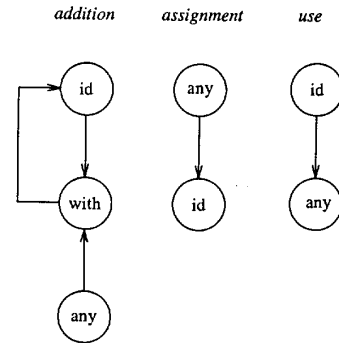 addition assignment use
id any id
with id any
any